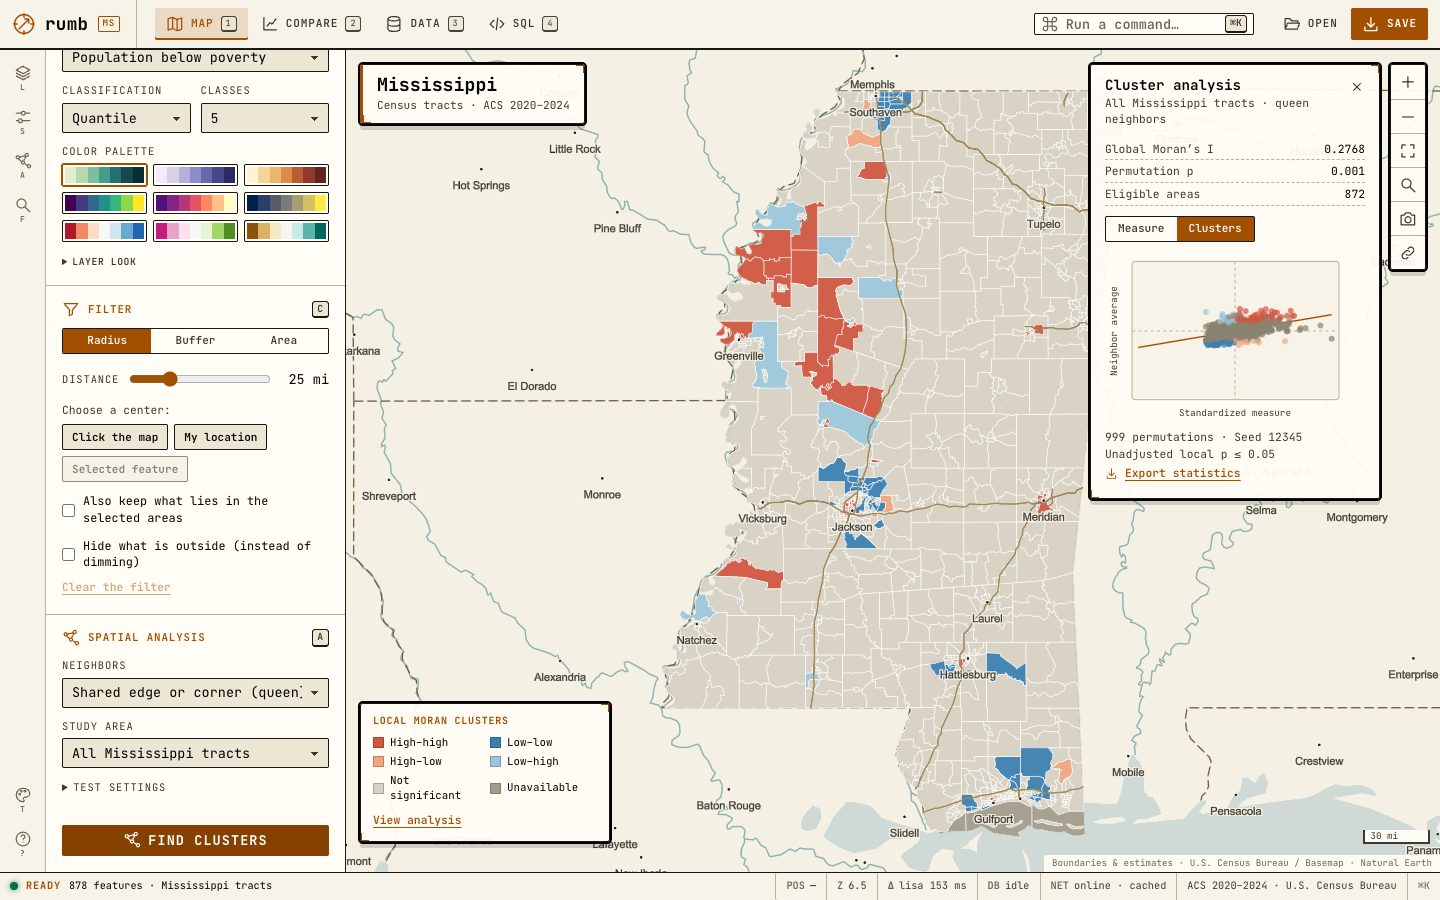 rumb MS
MAP 1
COMPARE 2
DATA 3
SQL 4
Run a command… ⌘K
OPEN
SAVE
L
S
A
F
T
?
Population below poverty
CLASSIFICATION
CLASSES
Quantile
5
COLOR PALETTE
LAYER LOOK
FILTER C
Radius
Buffer
Area
DISTANCE
25 mi
Choose a center:
Click the map
My location
Selected feature
Also keep what lies in the
selected areas
Hide what is outside (instead of
dimming)
Clear the filter
SPATIAL ANALYSIS A
NEIGHBORS
Shared edge or corner (queen)
STUDY AREA
All Mississippi tracts
TEST SETTINGS
FIND CLUSTERS
Mississippi
Census tracts · ACS 2020–2024
Memphis
Southaven
Little Rock
Hot Springs
Pine Bluff
Tupelo
Greenville
arkana
El Dorado
Shreveport
Monroe
Vicksburg
Jackson
Meridian
Selma
Montgomery
Laurel
Natchez
Hattiesburg
Alexandria
Enterprise
Baton Rouge
Slidell
Gulfport
Mobile
Crestview
Pensacola
Lafayette
mont
Panam
Cluster analysis
All Mississippi tracts · queen
neighbors
Global Moran’s I 0.2768
Permutation p 0.001
Eligible areas 872
Measure
Clusters
Neighbor average
Standardized measure
999 permutations · Seed 12345
Unadjusted local p ≤ 0.05
Export statistics
ALABAMA
LOCAL MORAN CLUSTERS
High-high
Low-low
High-low
Low-high
Not
significant
Unavailable
View analysis
30 mi
Boundaries & estimates · U.S. Census Bureau / Basemap · Natural Earth
READY 878 features · Mississippi tracts
POS —
Z 6.5
Δ lisa 153 ms
DB idle
NET online · cached
ACS 2020–2024 · U.S. Census Bureau
⌘K